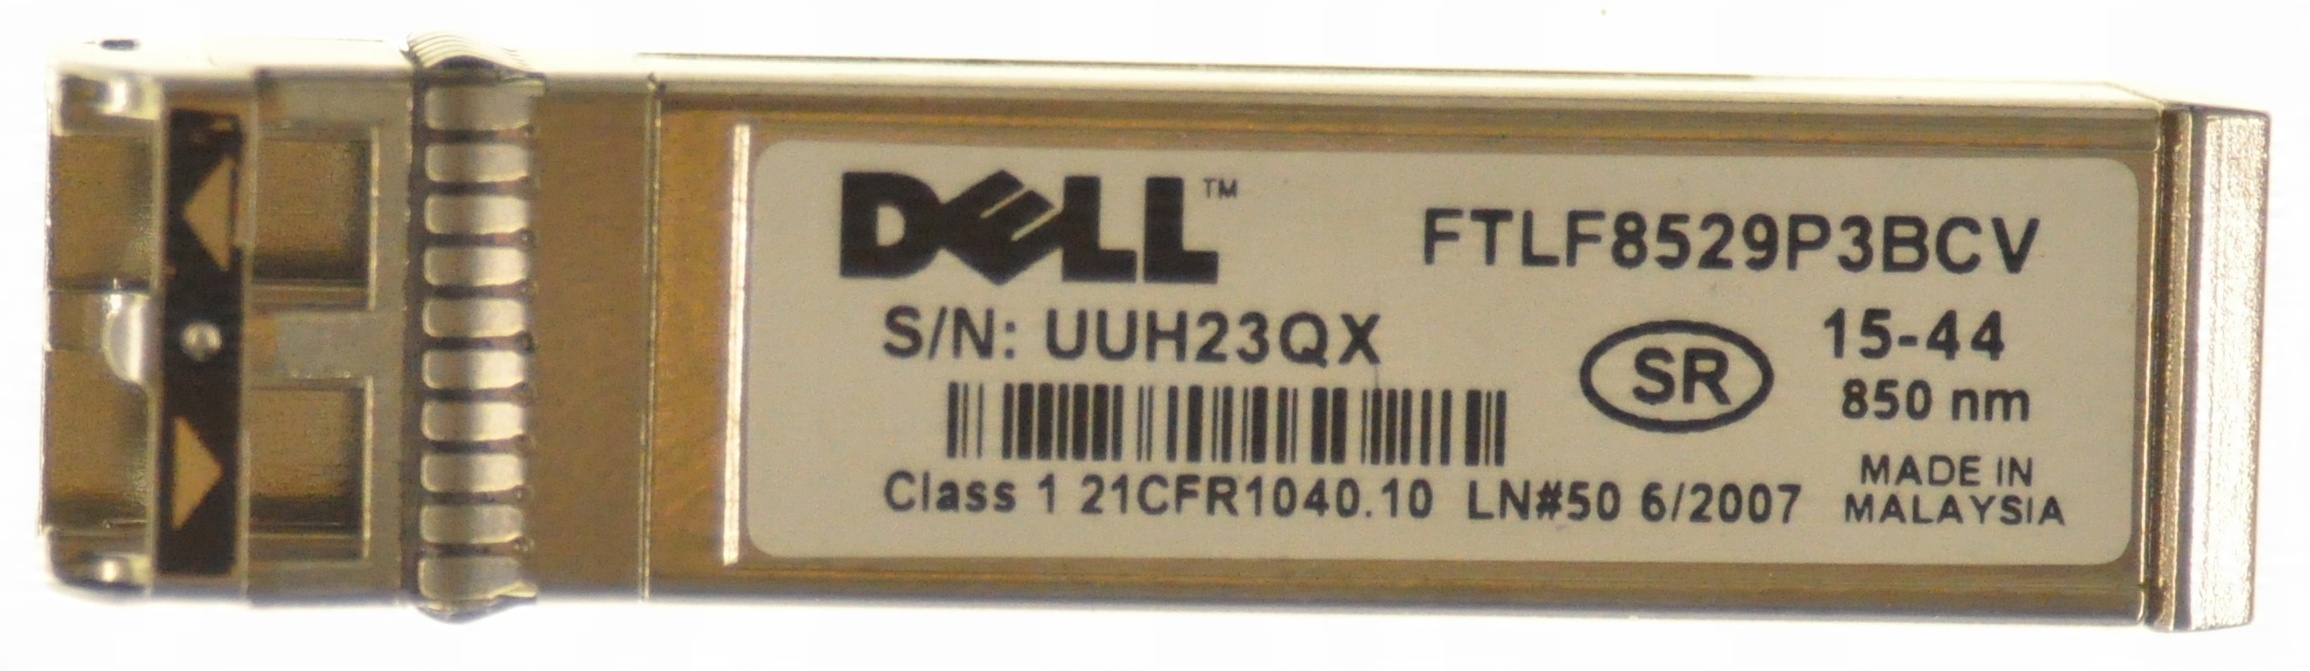 DELL™
FTLF8529P3BCV
S/N: UUH23QX
SR
15-44
850 nm
Class 1 21CFR1040.10 LN#50 6/2007
MADE IN
MALAYSIA